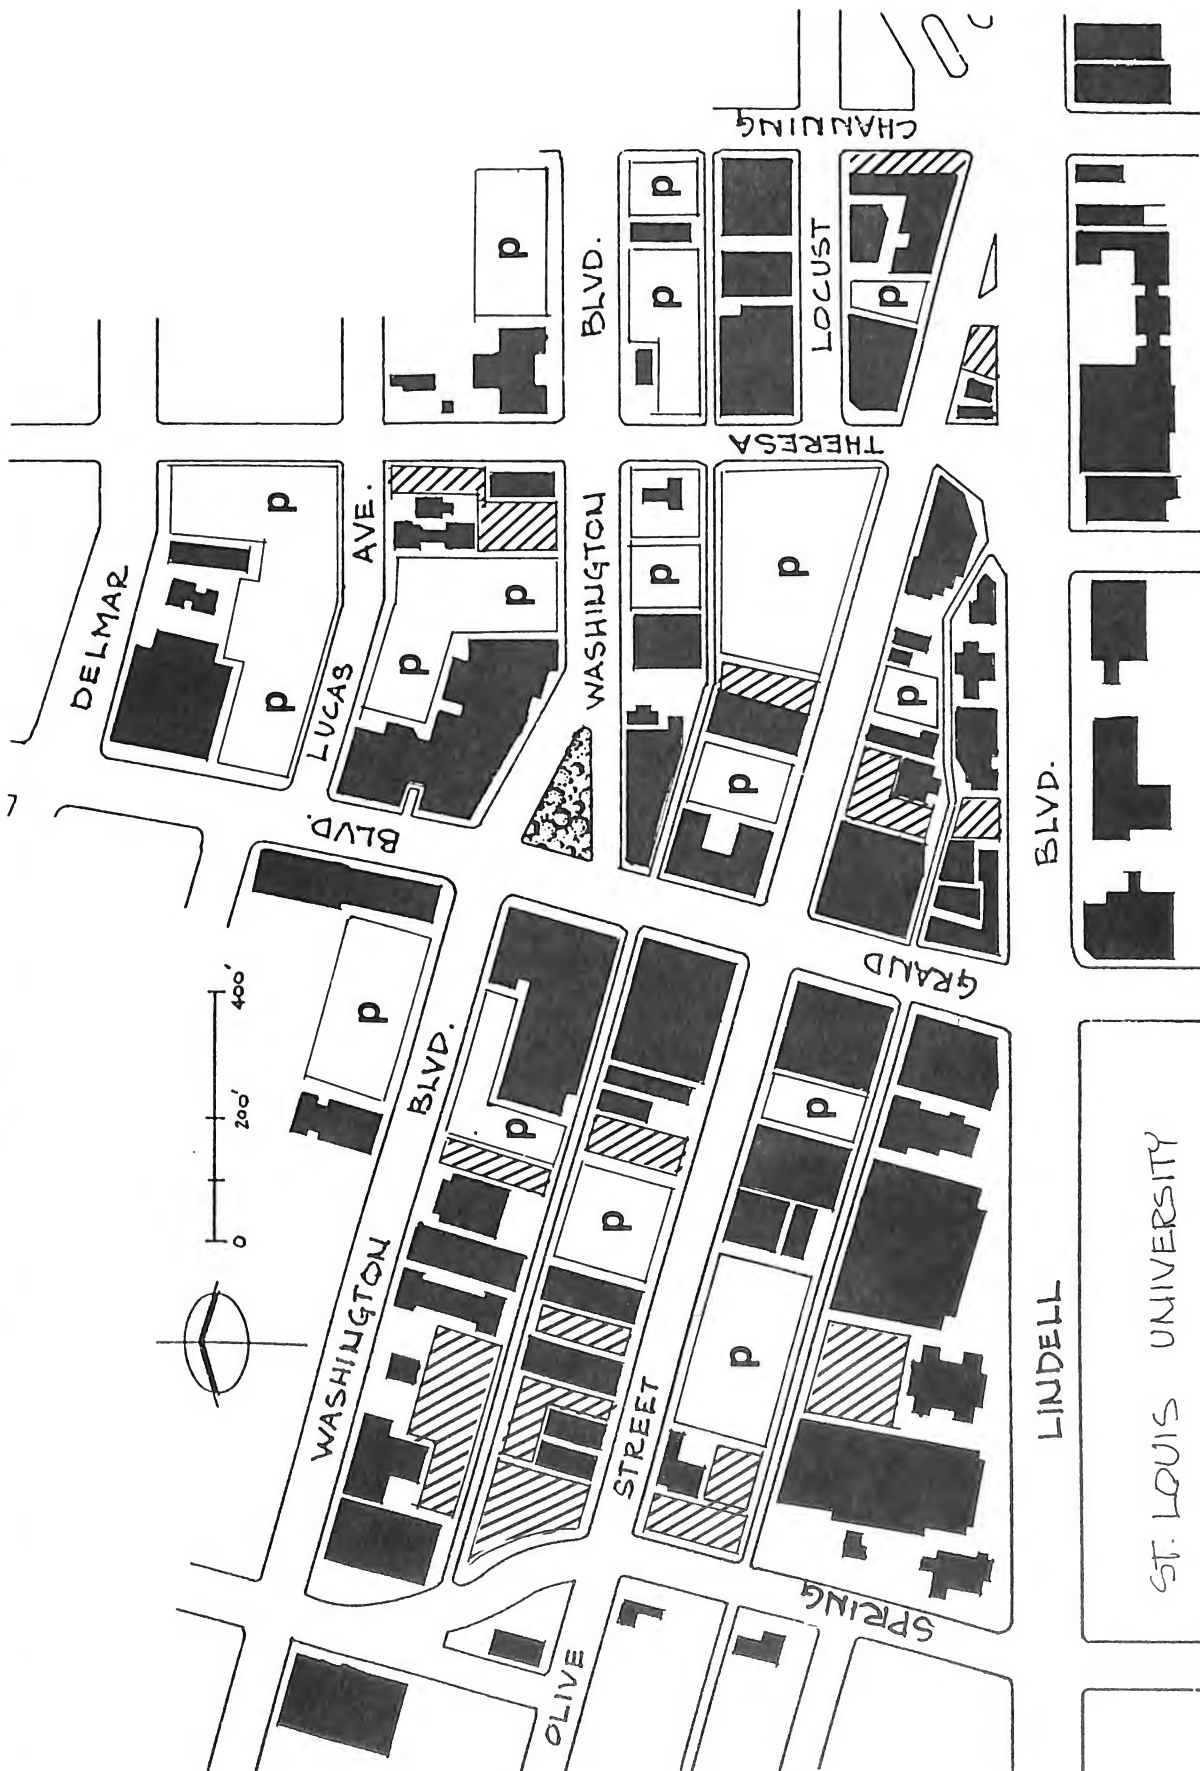 CHANNING
P
P
BLVD.
P
LOCUST
P
THERESA
DELMAR
P
P
LUCAS
AVE.
P
P
WASHINGTON
P
P
P
P
BLVD.
BLVD.
GRAND
0
200'
400'
P
BLVD.
WASHINGTON
P
P
STREET
P
P
LINDELL
ST. LOUIS UNIVERSITY
SPRING
OLIVE